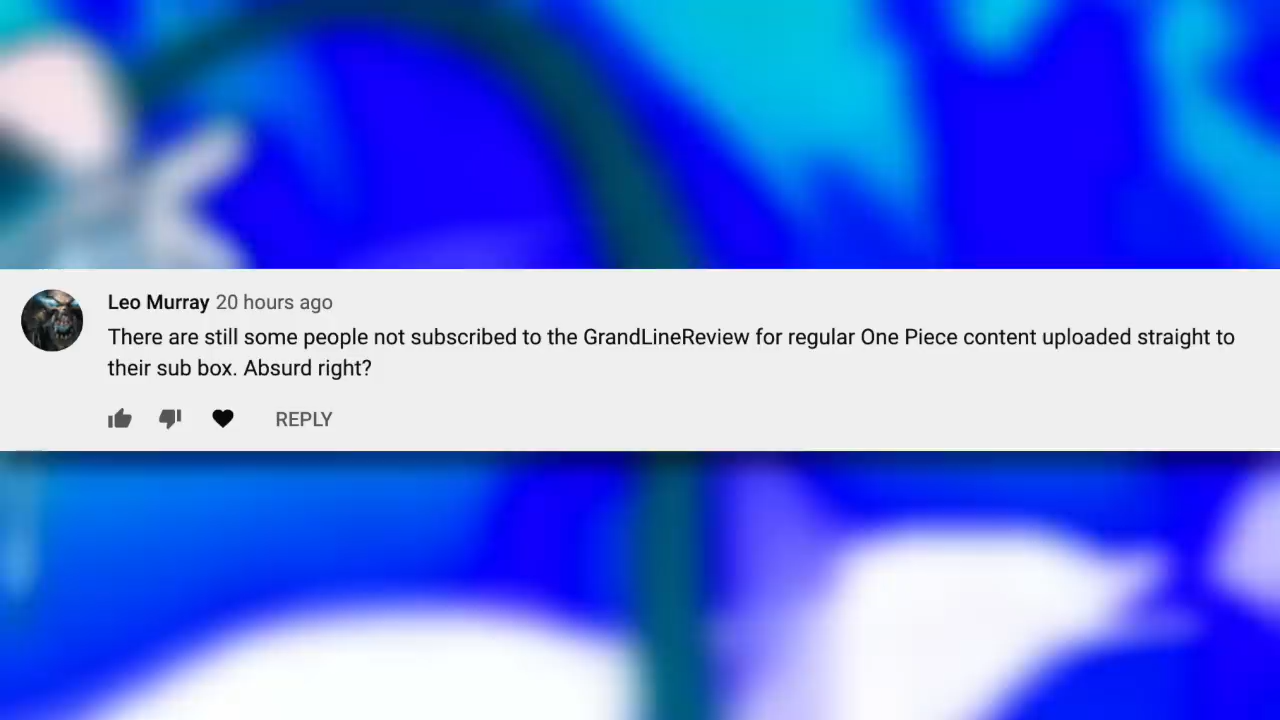 Leo Murray 20 hours ago
There are still some people not subscribed to the GrandLineReview for regular One Piece content uploaded straight to
their sub box. Absurd right?
REPLY